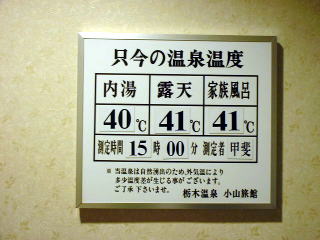 只今の温泉温度
内湯 露天 家族風呂
40℃ 41℃ 41℃
測定時間 15時00分 測定者 甲斐
※ 当温泉は自然湧出のため、外気温により
多少温度差が生じる事がございます。
ご了承下さいませ。
栃木温泉 小山旅館